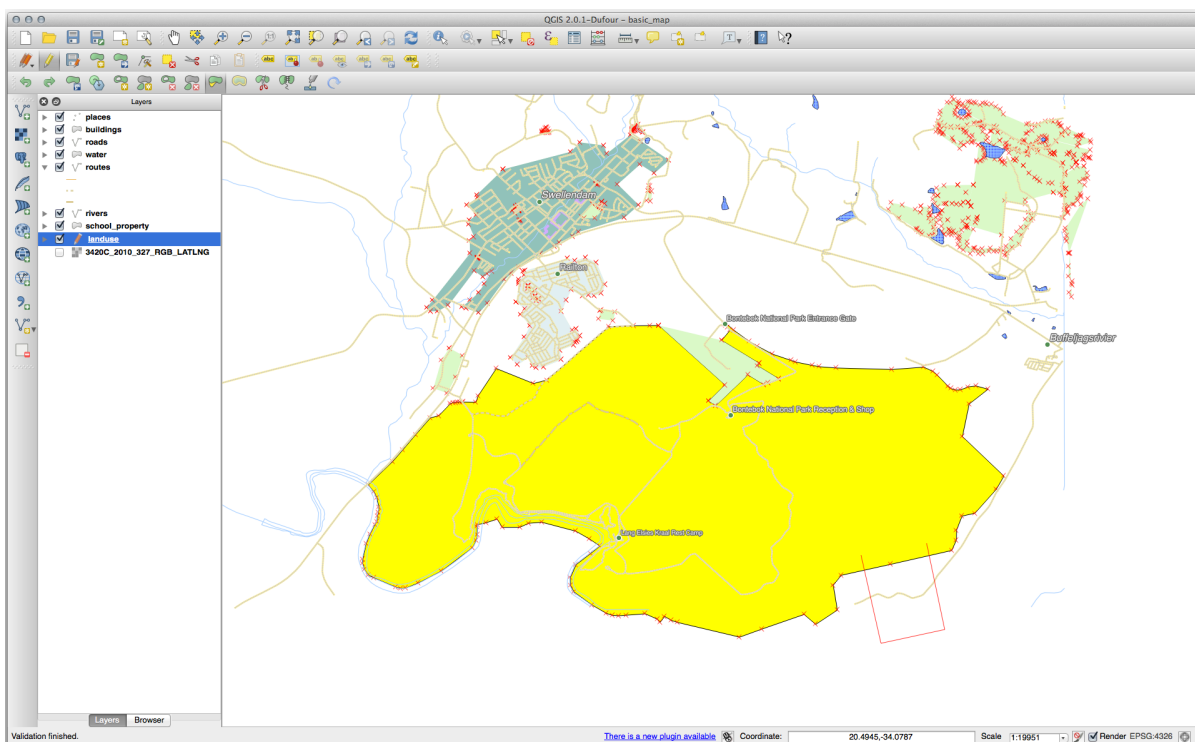 QGIS 2.0.1-Dufour - basic_map
Layers
places
buildings
roads
water
routes
rivers
school_property
landuse
3420C_2010_327_RGB_LATLNG
Swellendam
Railton
Bontebok National Park Entrance Gate
Buffeljagsrivier
Bontebok National Park Reception & Shop
Lang Elsies Kraal Rest Camp
Layers
Browser
Validation finished.
There is a new plugin available
Coordinate:
20.4945,-34.0787
Scale
1:19951
Render
EPSG:4326